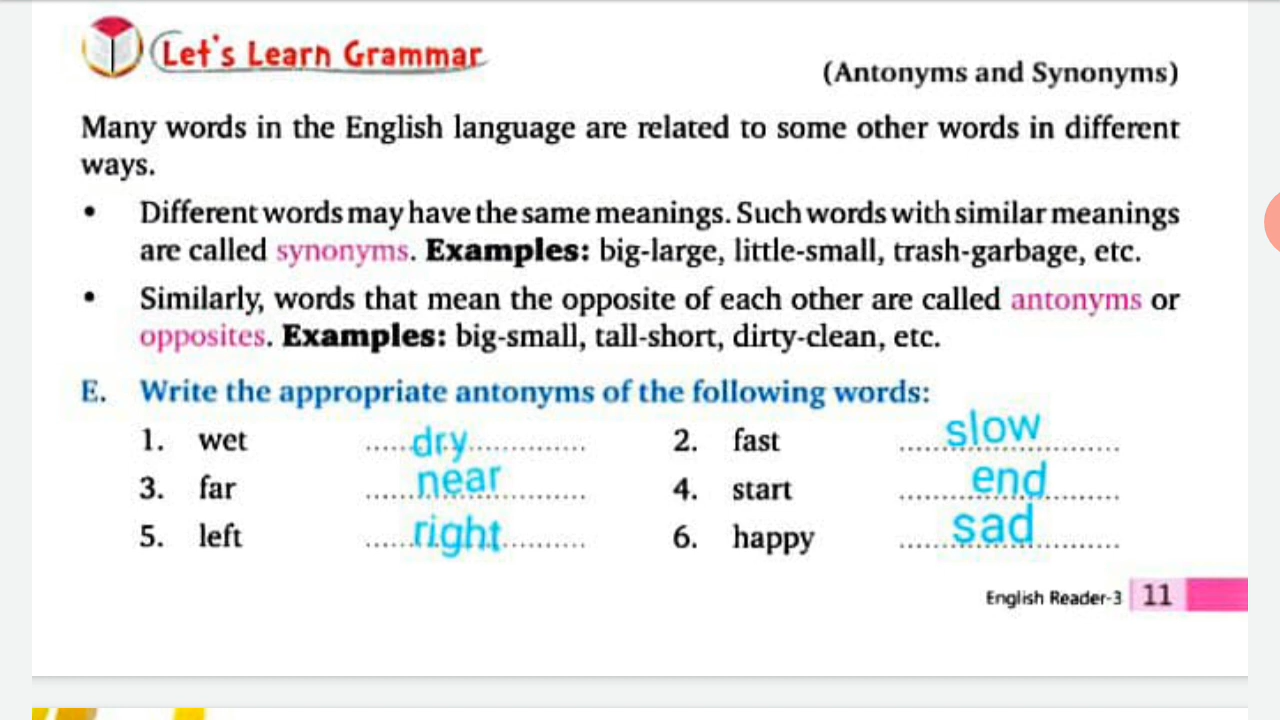 Let's Learn Grammar
(Antonyms and Synonyms)
Many words in the English language are related to some other words in different
ways.
• Different words may have the same meanings. Such words with similar meanings
are called synonyms. Examples: big-large, little-small, trash-garbage, etc.
• Similarly, words that mean the opposite of each other are called antonyms or
opposites. Examples: big-small, tall-short, dirty-clean, etc.
E. Write the appropriate antonyms of the following words:
1. wet .....dry............. 2. fast slow
3. far near 4. start end
5. left right 6. happy sad
English Reader-3 11